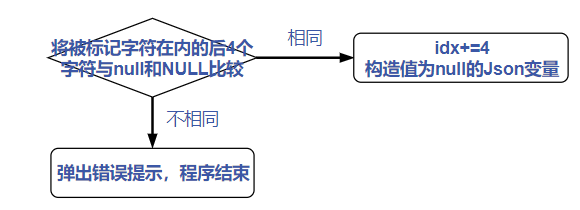 将被标记字符在内的后4个
字符与null和NULL比较
相同
idx+=4
构造值为null的Json变量
不相同
弹出错误提示，程序结束